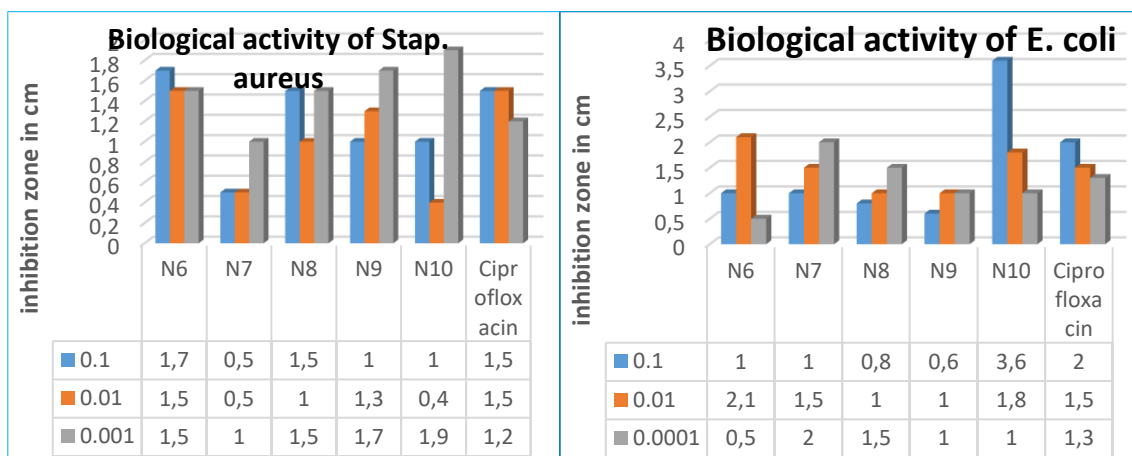 Biological activity of Stap.
aureus
inhibition zone in cm
2
1,8
1,6
1,4
1,2
1
0,8
0,6
0,4
0,2
0
N6 N7 N8 N9 N10 Cipr
oflox
acin
0.1 1,7 0,5 1,5 1 1 1,5
0.01 1,5 0,5 1 1,3 0,4 1,5
0.001 1,5 1 1,5 1,7 1,9 1,2
Biological activity of E. coli
inhibition zone in cm
4
3,5
3
2,5
2
1,5
1
0,5
0
N6 N7 N8 N9 N10 Cipro
floxa
cin
0.1 1 1 0,8 0,6 3,6 2
0.01 2,1 1,5 1 1 1,8 1,5
0.0001 0,5 2 1,5 1 1 1,3